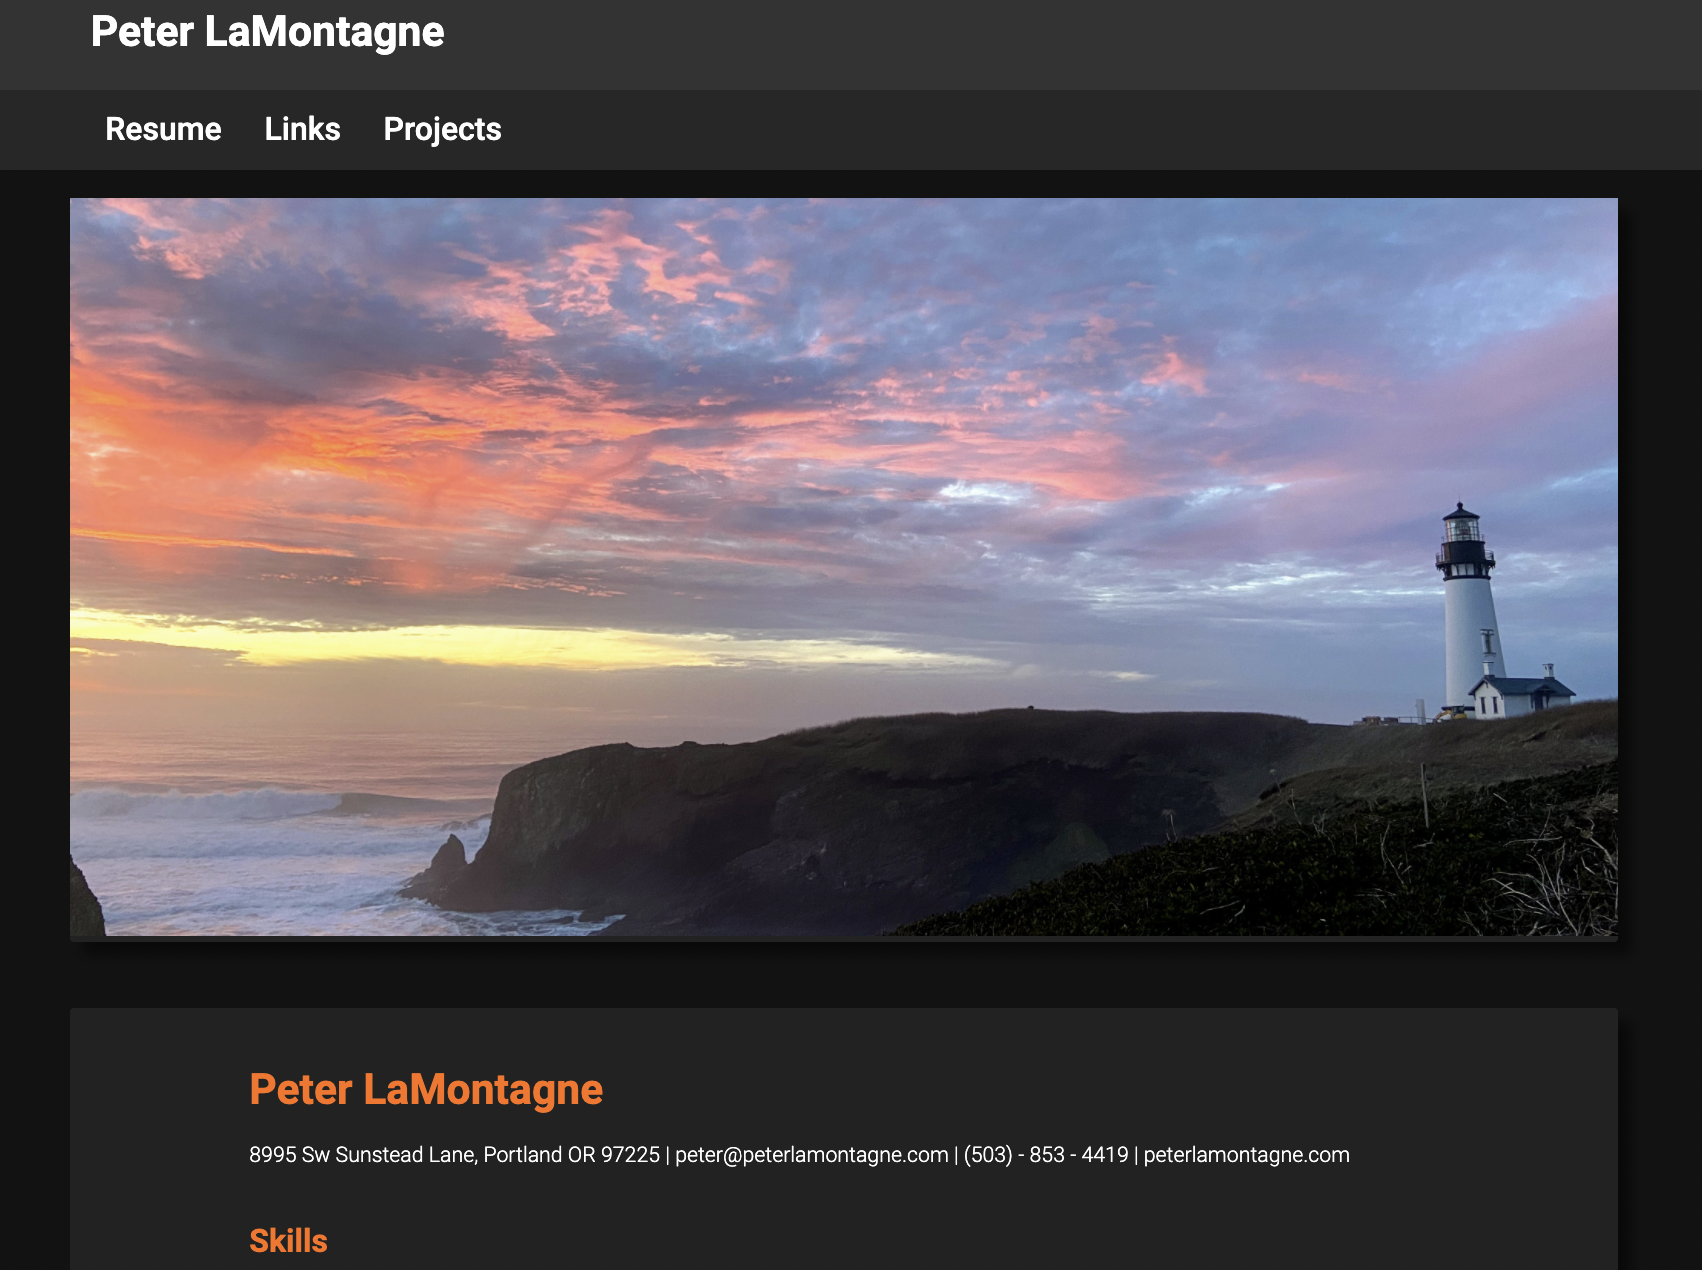 Peter LaMontagne
Resume Links Projects
Peter LaMontagne
8995 Sw Sunstead Lane, Portland OR 97225 | peter@peterlamontagne.com | (503) - 853 - 4419 | peterlamontagne.com
Skills